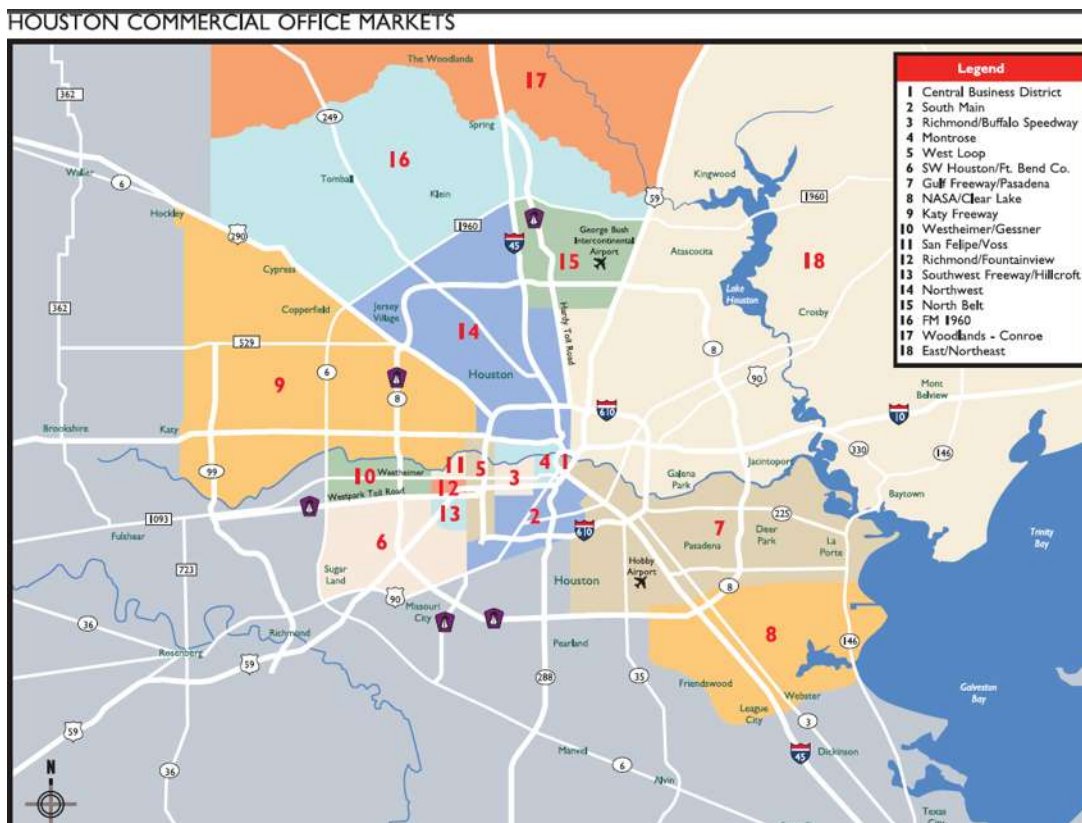 HOUSTON COMMERCIAL OFFICE MARKETS
Legend
1 Central Business District
2 South Main
3 Richmond/Buffalo Speedway
4 Montrose
5 West Loop
6 SW Houston/Ft. Bend Co.
7 Gulf Freeway/Pasadena
8 NASA/Clear Lake
9 Katy Freeway
10 Westheimer/Gessner
11 San Felipe/Voss
12 Richmond/Fountainview
13 Southwest Freeway/Hillcroft
14 Northwest
15 North Belt
16 FM 1960
17 Woodlands - Conroe
18 East/Northeast
The Woodlands
17
362
249
Spring
16
Waller
6
Tomball
Klein
Kingwood
59
1960
Hockley
290
1960
45
George Bush
Intercontinental
Airport
15
Atascocita
18
Cypress
Lake
Houston
362
Copperfield
Jersey
Village
14
Hardy Toll Road
Crosby
529
8
6
Houston
90
9
8
Mont
Belview
610
10
Brookshire
Katy
330
146
11
5
4
1
99
10
Westheimer
3
Galena
Park
Jacintoport
Westpark Toll Road
12
Baytown
1093
13
2
225
Fulshear
610
7
Deer
Park
6
Pasadena
La
Porte
Trinity
Bay
723
Sugar
Land
Houston
Hobby
Airport
90
8
36
Missouri
City
Richmond
8
Rosenberg
59
Pearland
146
288
35
Friendswood
Galveston
Bay
Webster
59
League
City
3
Manvel
45
Dickinson
N
36
6
Alvin
Texas
City